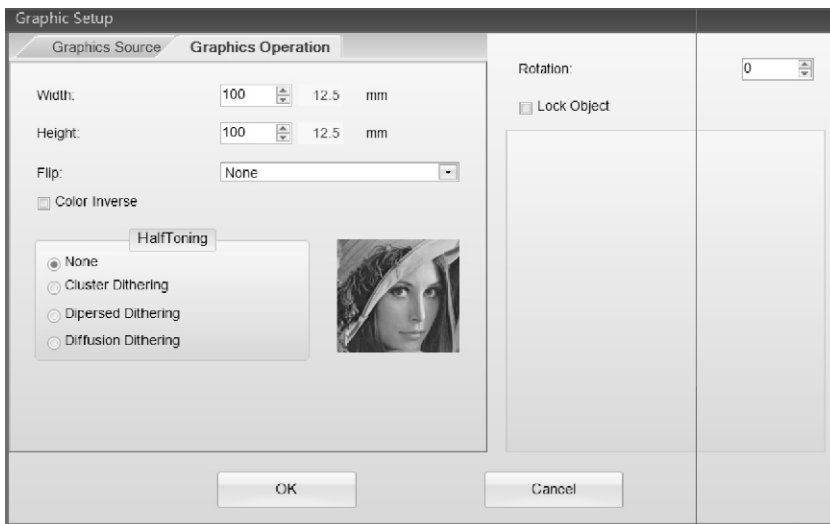 Graphic Setup
Graphics Source Graphics Operation
Width: 100 12.5 mm
Height: 100 12.5 mm
Flip: None
Color Inverse
HalfToning
None
Cluster Dithering
Dipersed Dithering
Diffusion Dithering
Rotation: 0
Lock Object
OK Cancel